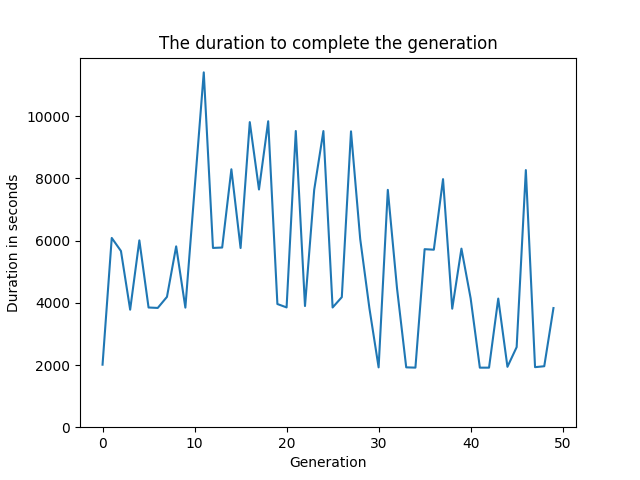 The duration to complete the generation
Duration in seconds
10000
8000
6000
4000
2000
0
0 10 20 30 40 50
Generation